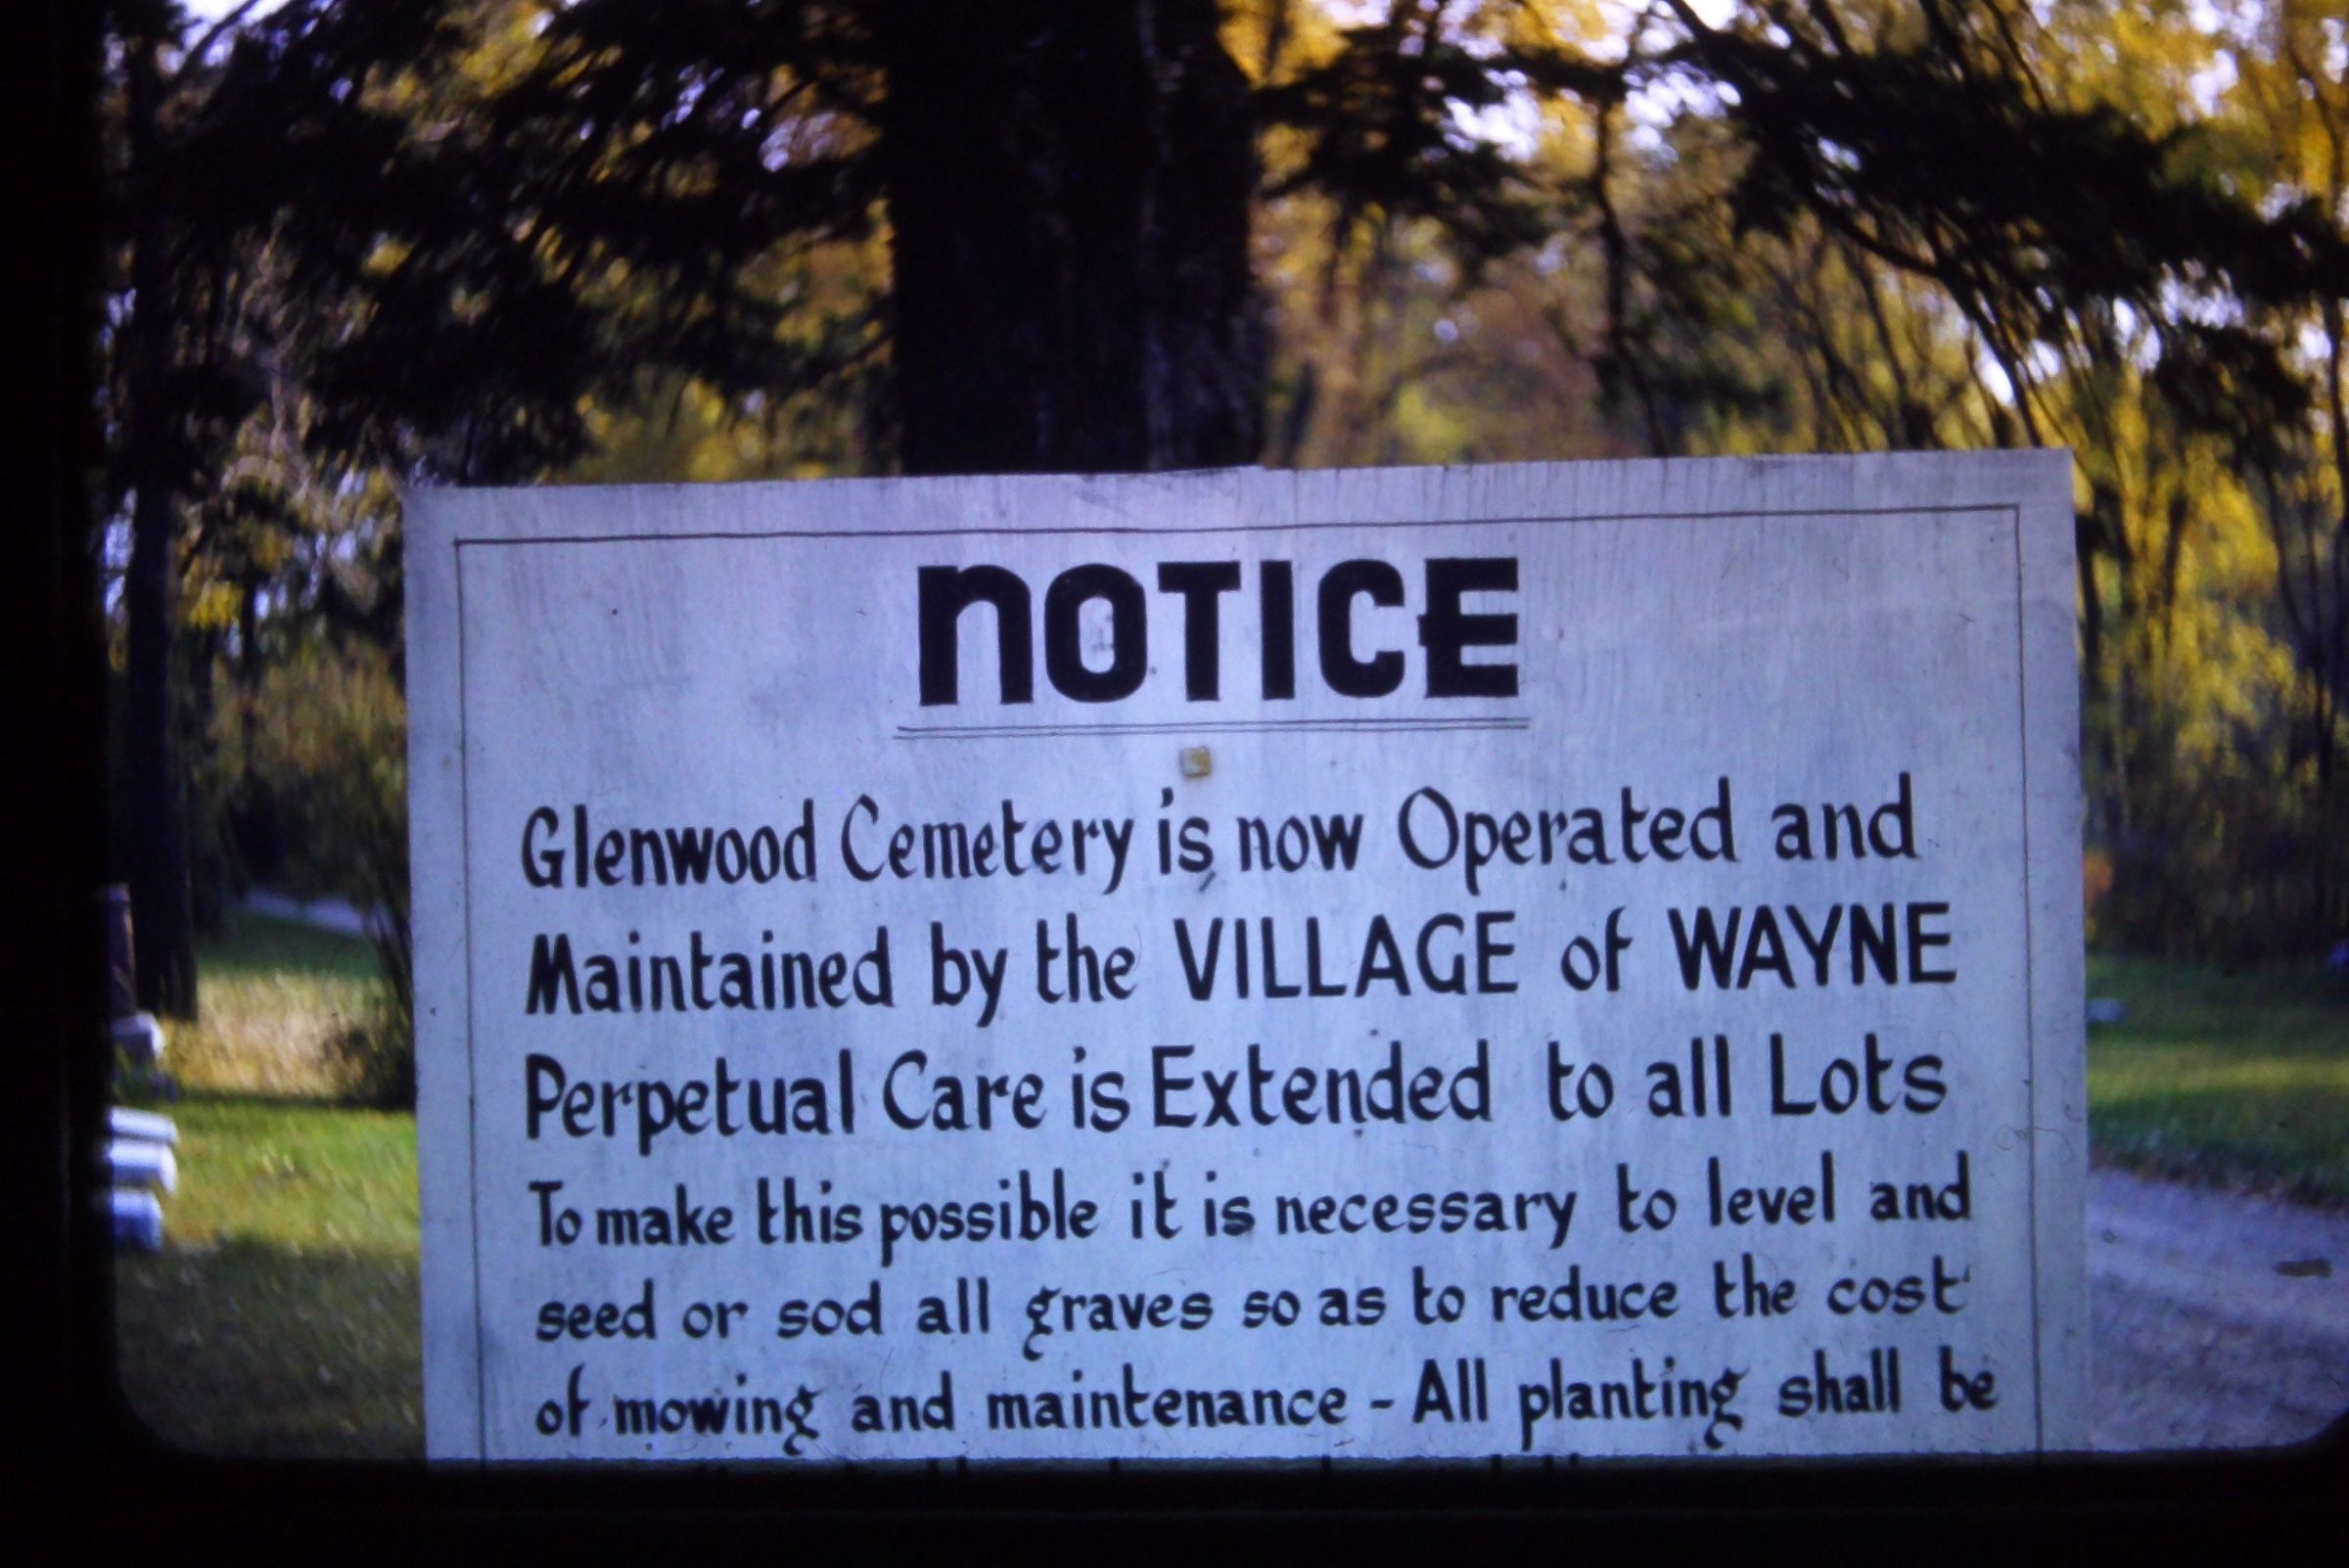 NOTICE
Glenwood Cemetery is now Operated and
Maintained by the VILLAGE of WAYNE
Perpetual Care is Extended to all Lots
To make this possible it is necessary to level and
seed or sod all graves so as to reduce the cost
of mowing and maintenance - All planting shall be